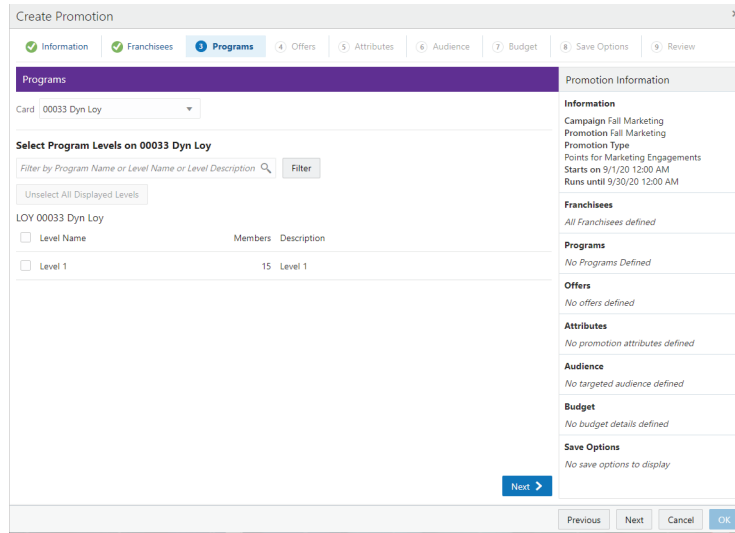 Create Promotion
Information
Franchisees
3 Programs
4 Offers
5 Attributes
6 Audience
7 Budget
8 Save Options
9 Review
Programs
Card 00033 Dyn Loy
Select Program Levels on 00033 Dyn Loy
Filter by Program Name or Level Name or Level Description
Filter
Unselect All Displayed Levels
LOY 00033 Dyn Loy
Level Name Members Description
Level 1 15 Level 1
Next
Promotion Information
Information
Campaign Fall Marketing
Promotion Fall Marketing
Promotion Type
Points for Marketing Engagements
Starts on 9/1/20 12:00 AM
Runs until 9/30/20 12:00 AM
Franchisees
All Franchisees defined
Programs
No Programs Defined
Offers
No offers defined
Attributes
No promotion attributes defined
Audience
No targeted audience defined
Budget
No budget details defined
Save Options
No save options to display
Previous
Next
Cancel
OK